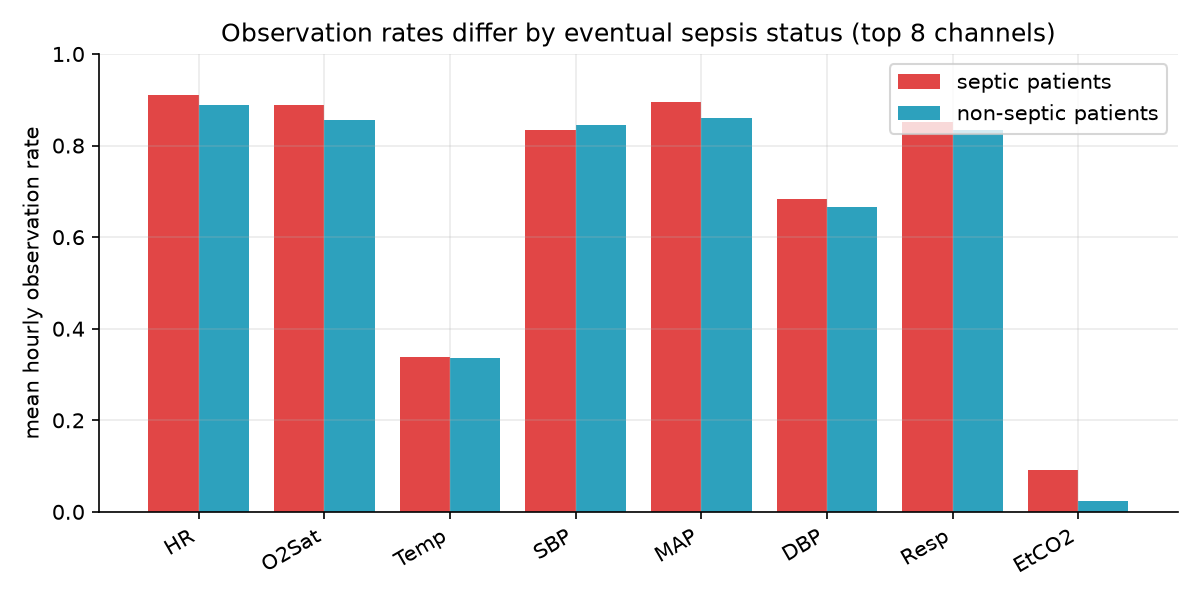 Observation rates differ by eventual sepsis status (top 8 channels)
septic patients
non-septic patients
mean hourly observation rate
1.0
0.8
0.6
0.4
0.2
0.0
HR
O2Sat
Temp
SBP
MAP
DBP
Resp
EtCO2